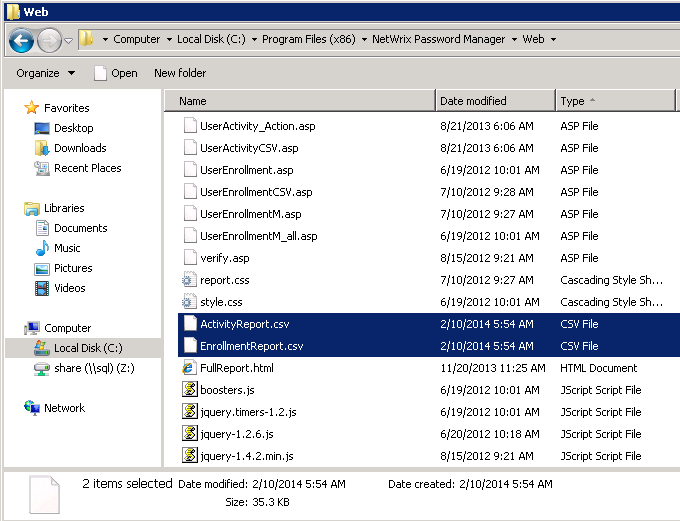 Web
Computer Local Disk (C:) Program Files (x86) NetWrix Password Manager Web
Organize Open New folder
Favorites
Desktop
Downloads
Recent Places
Libraries
Documents
Music
Pictures
Videos
Computer
Local Disk (C:)
share (\\sql) (Z:)
Network
Name Date modified Type
UserActivity_Action.asp 8/21/2013 6:06 AM ASP File
UserActivityCSV.asp 8/21/2013 6:06 AM ASP File
UserEnrollment.asp 6/19/2012 10:01 AM ASP File
UserEnrollmentCSV.asp 7/10/2012 9:28 AM ASP File
UserEnrollmentM.asp 7/10/2012 9:27 AM ASP File
UserEnrollmentM_all.asp 6/19/2012 10:01 AM ASP File
verify.asp 8/15/2012 9:21 AM ASP File
report.css 7/10/2012 9:27 AM Cascading Style Sh...
style.css 6/19/2012 10:01 AM Cascading Style Sh...
ActivityReport.csv 2/10/2014 5:54 AM CSV File
EnrollmentReport.csv 2/10/2014 5:54 AM CSV File
FullReport.html 11/20/2013 11:25 AM HTML Document
boosters.js 6/19/2012 10:01 AM JScript Script File
jquery.timers-1.2.js 6/19/2012 10:01 AM JScript Script File
jquery-1.2.6.js 6/20/2012 10:18 AM JScript Script File
jquery-1.4.2.min.js 8/15/2012 9:21 AM JScript Script File
2 items selected Date modified: 2/10/2014 5:54 AM Date created: 2/10/2014 5:54 AM
Size: 35.3 KB